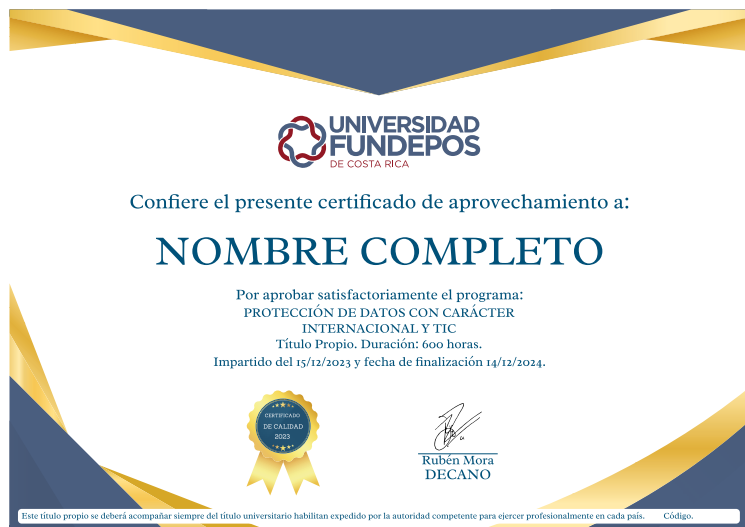 UNIVERSIDAD
FUNDEPOS
DE COSTA RICA
Confiere el presente certificado de aprovechamiento a:
NOMBRE COMPLETO
Por aprobar satisfactoriamente el programa:
PROTECCIÓN DE DATOS CON CARÁCTER
INTERNACIONAL Y TIC
Título Propio. Duración: 600 horas.
Impartido del 15/12/2023 y fecha de finalización 14/12/2024.
CERTIFICADO
DE CALIDAD
2023
Rubén Mora
DECANO
Este título propio se deberá acompañar siempre del título universitario habilitan expedido por la autoridad competente para ejercer profesionalmente en cada país. Código.